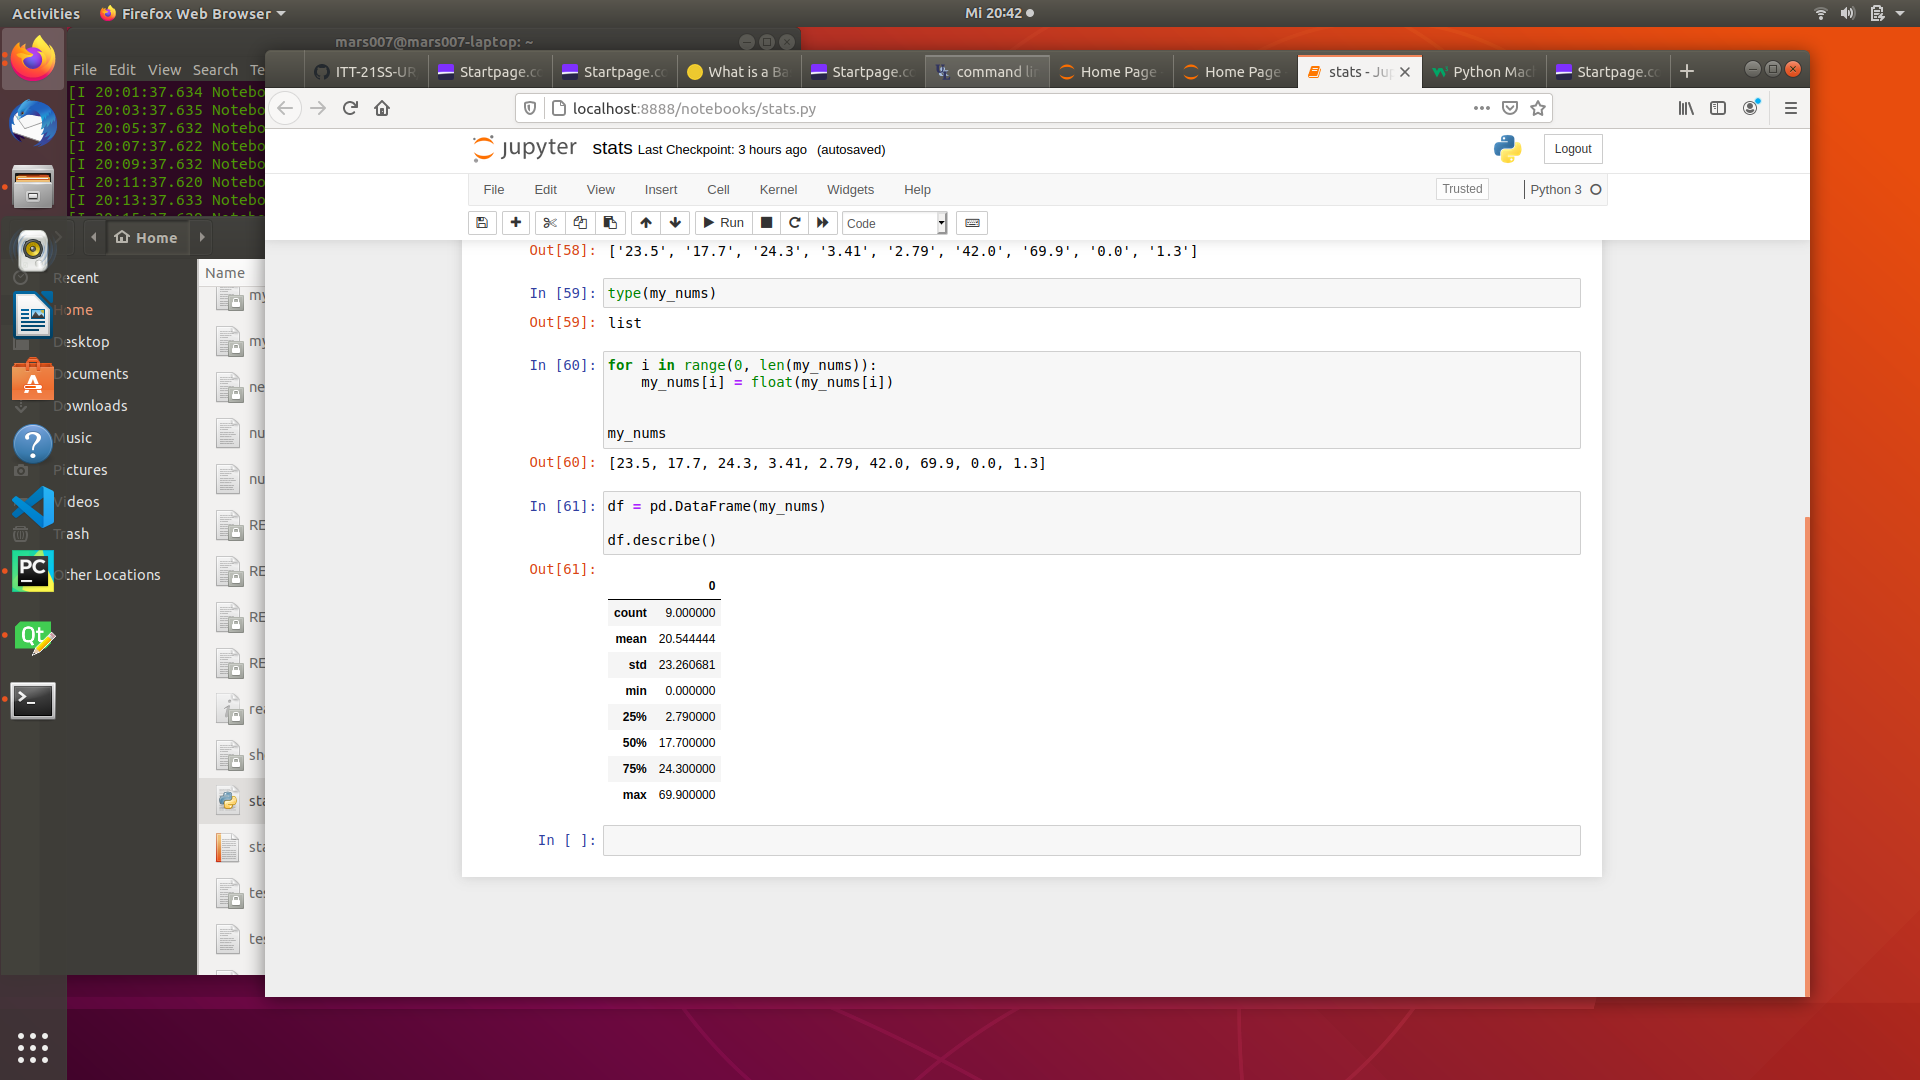 Activities
Firefox Web Browser
Mi 20:42
mars007@mars007-laptop: ~
File Edit View Search Te
[I 20:01:37.634 Notebo
[I 20:03:37.635 Notebo
[I 20:05:37.632 Notebo
[I 20:07:37.622 Notebo
[I 20:09:37.632 Notebo
[I 20:11:37.620 Notebo
[I 20:13:37.633 Notebo
Home
Name
Recent
Home
Desktop
Documents
Downloads
Music
Pictures
Videos
Trash
Other Locations
my
my
ne
nu
nu
RE
RE
RE
RE
rea
sh
sta
sta
tes
tes
ITT-21SS-UR
Startpage.co
Startpage.co
What is a Ba
Startpage.co
command li
Home Page
Home Page
stats - Jup
Python Mac
Startpage.co
localhost:8888/notebooks/stats.py
jupyter stats Last Checkpoint: 3 hours ago (autosaved)
Logout
File Edit View Insert Cell Kernel Widgets Help
Trusted
Python 3
Run
Code
Out[58]: ['23.5', '17.7', '24.3', '3.41', '2.79', '42.0', '69.9', '0.0', '1.3']
In [59]: type(my_nums)
Out[59]: list
In [60]: for i in range(0, len(my_nums)):
my_nums[i] = float(my_nums[i])
my_nums
Out[60]: [23.5, 17.7, 24.3, 3.41, 2.79, 42.0, 69.9, 0.0, 1.3]
In [61]: df = pd.DataFrame(my_nums)
df.describe()
Out[61]:
0
count 9.000000
mean 20.544444
std 23.260681
min 0.000000
25% 2.790000
50% 17.700000
75% 24.300000
max 69.900000
In [ ]:
PC
Qt